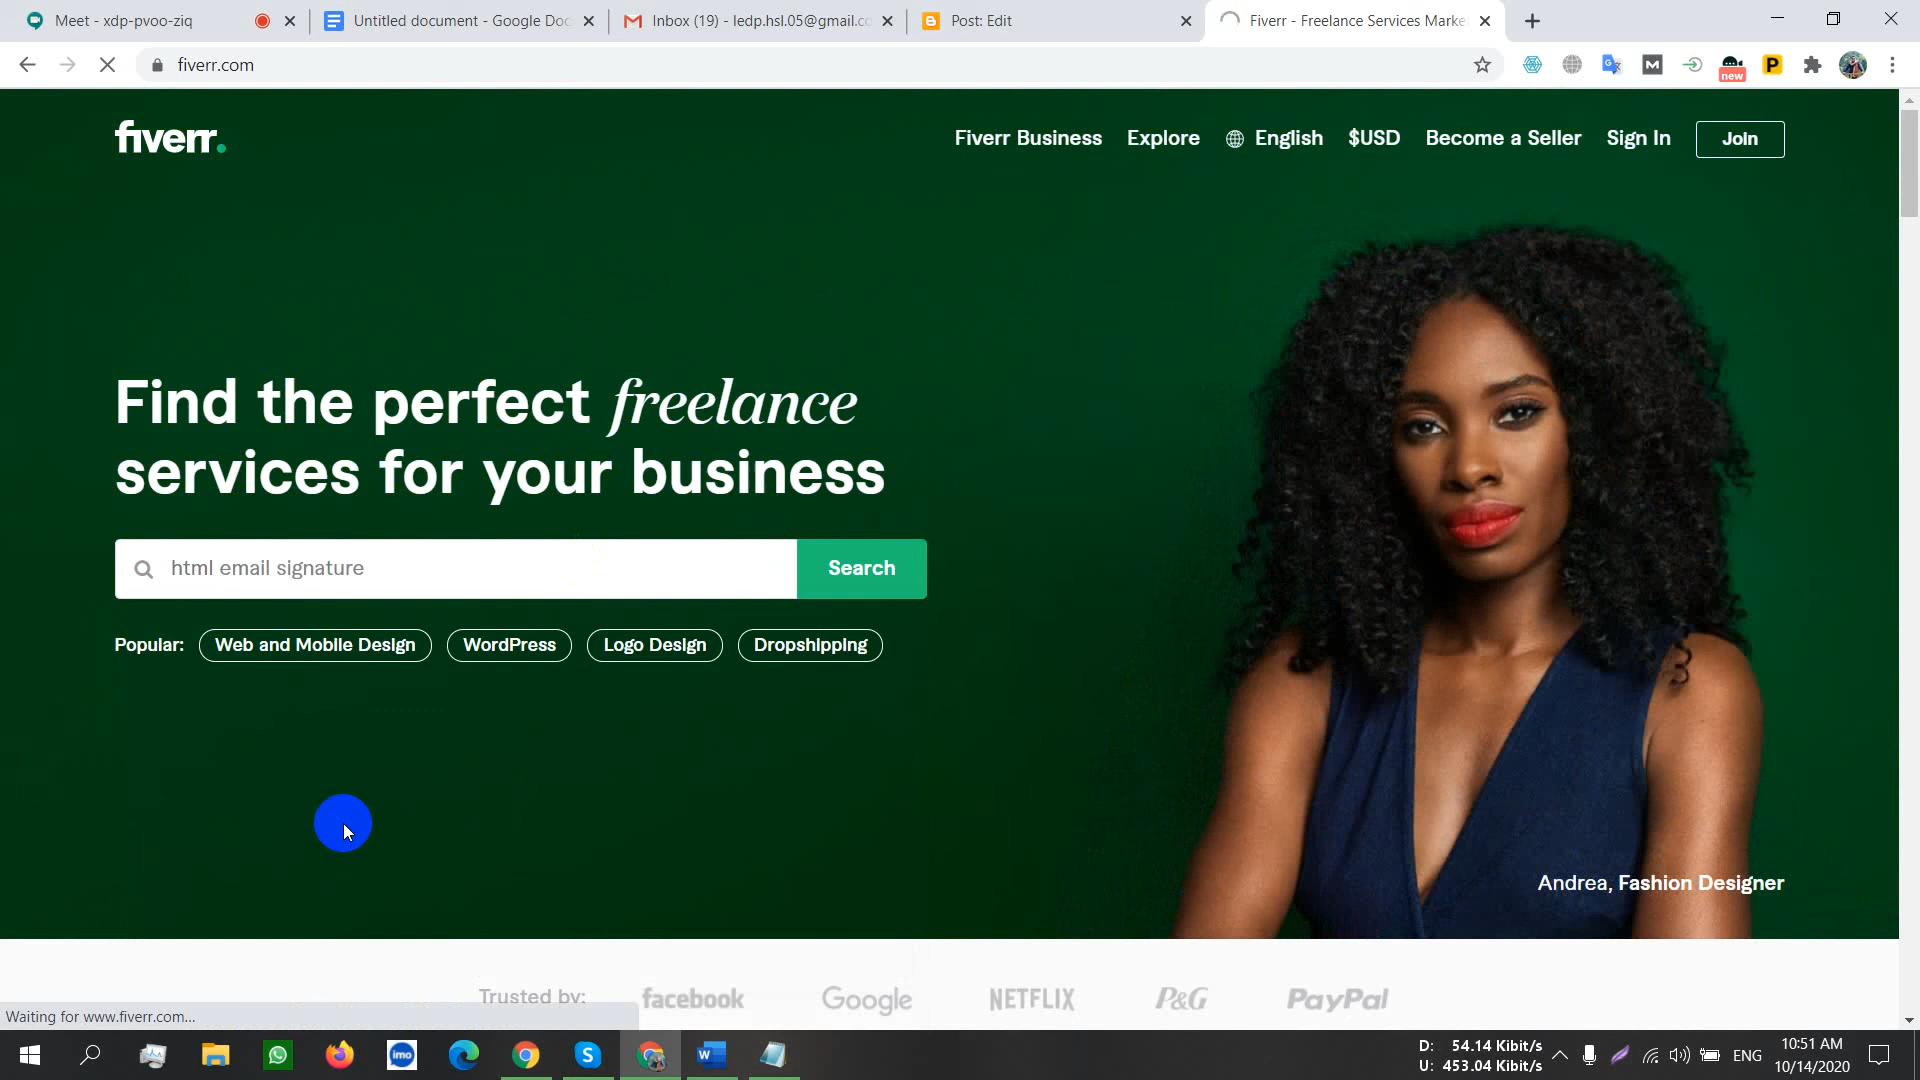 Meet - xdp-pvoo-ziq
Untitled document - Google Doc
Inbox (19) - ledp.hsl.05@gmail.co
Post: Edit
Fiverr - Freelance Services Marke
fiverr.com
new
fiverr.
Fiverr Business
Explore
English
$USD
Become a Seller
Sign In
Join
Find the perfect freelance
services for your business
html email signature
Search
Popular:
Web and Mobile Design
WordPress
Logo Design
Dropshipping
Andrea, Fashion Designer
Trusted by:
facebook
Google
NETFLIX
P&G
PayPal
Waiting for www.fiverr.com...
imo
D: 54.14 Kibit/s
U: 453.04 Kibit/s
ENG
10:51 AM
10/14/2020